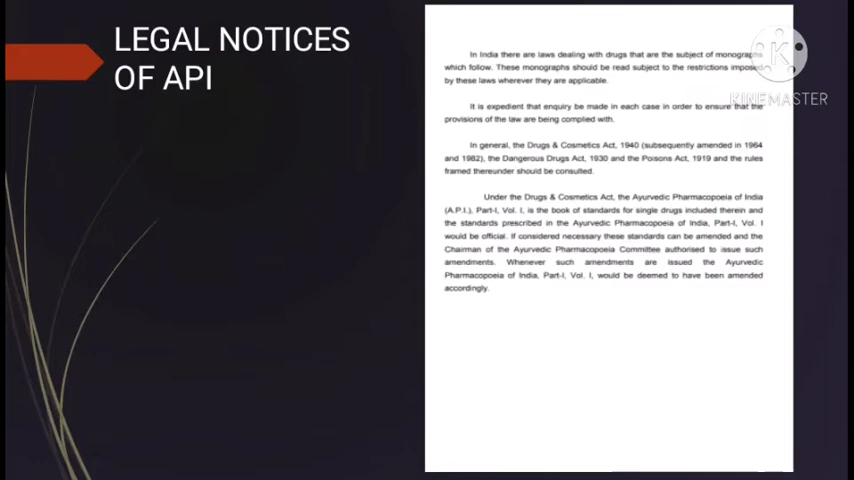 LEGAL NOTICES
OF API
In India there are laws dealing with drugs that are the subject of monographs
which follow. These monographs should be read subject to the restrictions imposed
by these laws wherever they are applicable.
It is expedient that enquiry be made in each case in order to ensure that the
provisions of the law are being complied with.
In general, the Drugs & Cosmetics Act, 1940 (subsequently amended in 1964
and 1982), the Dangerous Drugs Act, 1930 and the Poisons Act, 1919 and the rules
framed thereunder should be consulted.
Under the Drugs & Cosmetics Act, the Ayurvedic Pharmacopoeia of India
(A.P.I.), Part-I, Vol. I, is the book of standards for single drugs included therein and
the standards prescribed in the Ayurvedic Pharmacopoeia of India, Part-I, Vol. I
would be official. If considered necessary these standards can be amended and the
Chairman of the Ayurvedic Pharmacopoeia Committee authorised to issue such
amendments. Whenever such amendments are issued the Ayurvedic
Pharmacopoeia of India, Part-I, Vol. I, would be deemed to have been amended
accordingly.
K
KINEMASTER